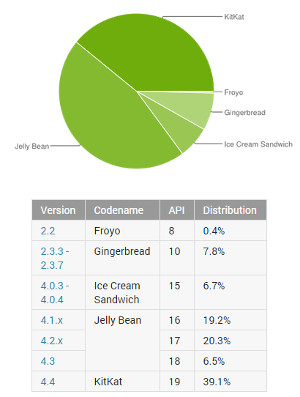 KitKat
Froyo
Gingerbread
Ice Cream Sandwich
Jelly Bean
Version Codename API Distribution
2.2 Froyo 8 0.4%
2.3.3 - Gingerbread 10 7.8%
2.3.7
4.0.3 - Ice Cream 15 6.7%
4.0.4 Sandwich
4.1.x Jelly Bean 16 19.2%
4.2.x 17 20.3%
4.3 18 6.5%
4.4 KitKat 19 39.1%